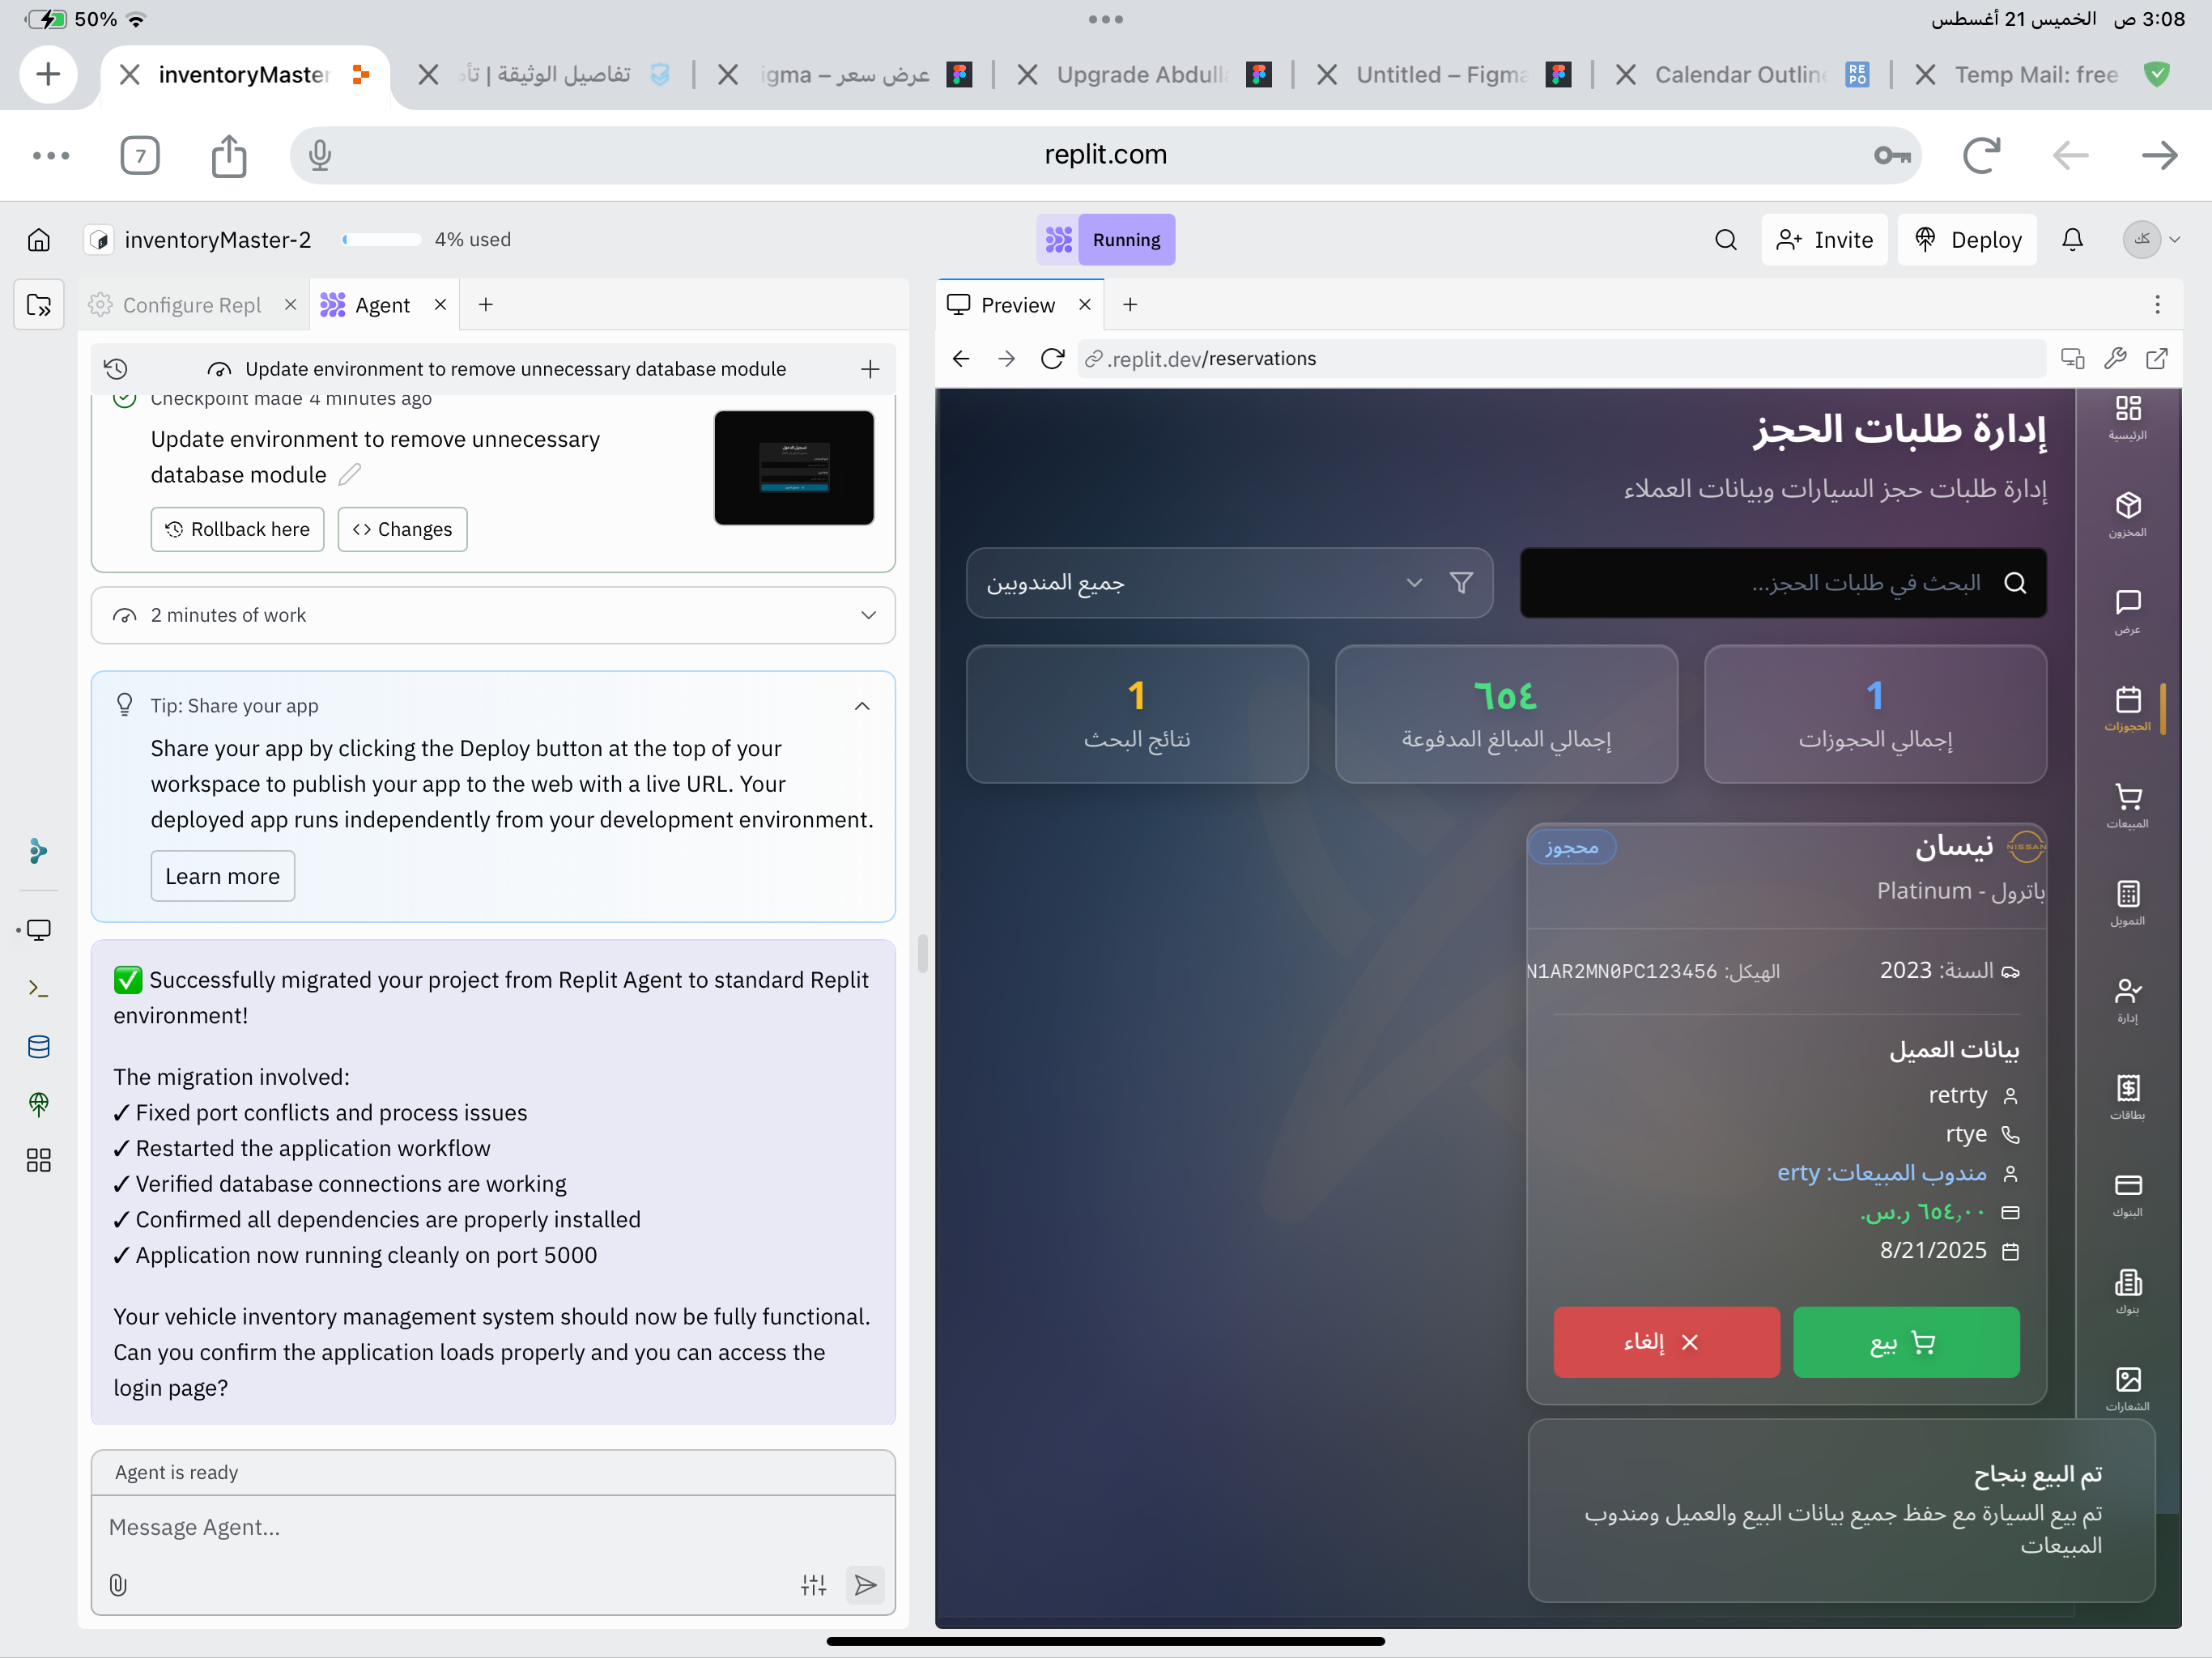 50%
3:08 ص الخميس 21 أغسطس
inventoryMaster
تفاصيل الوثيقة | تأ
عرض سعر – igma
Upgrade Abdull
Untitled – Figma
REPO
Calendar Outline
Temp Mail: free
7
replit.com
inventoryMaster-2
4% used
Running
Invite
Deploy
كك
Configure Repl
Agent
Update environment to remove unnecessary database module
Checkpoint made 4 minutes ago
Update environment to remove unnecessary
database module
Rollback here
Changes
2 minutes of work
Tip: Share your app
Share your app by clicking the Deploy button at the top of your
workspace to publish your app to the web with a live URL. Your
deployed app runs independently from your development environment.
Learn more
✅ Successfully migrated your project from Replit Agent to standard Replit
environment!
The migration involved:
✓ Fixed port conflicts and process issues
✓ Restarted the application workflow
✓ Verified database connections are working
✓ Confirmed all dependencies are properly installed
✓ Application now running cleanly on port 5000
Your vehicle inventory management system should now be fully functional.
Can you confirm the application loads properly and you can access the
login page?
Agent is ready
Message Agent...
Preview
.replit.dev/reservations
إدارة طلبات الحجز
إدارة طلبات حجز السيارات وبيانات العملاء
البحث في طلبات الحجز...
جميع المندوبين
1
إجمالي الحجوزات
٦٥٤
إجمالي المبالغ المدفوعة
1
نتائج البحث
NISSAN
نيسان
محجوز
باترول - Platinum
السنة: 2023
الهيكل: N1AR2MN0PC123456
بيانات العميل
retrty
rtye
مندوب المبيعات: erty
٦٥٤٫٠٠ ر.س.
8/21/2025
بيع
إلغاء
تم البيع بنجاح
تم بيع السيارة مع حفظ جميع بيانات البيع والعميل ومندوب
المبيعات
الرئيسية
المخزون
عرض
الحجوزات
المبيعات
التمويل
إدارة
بطاقات
البنوك
بنوك
الشعارات